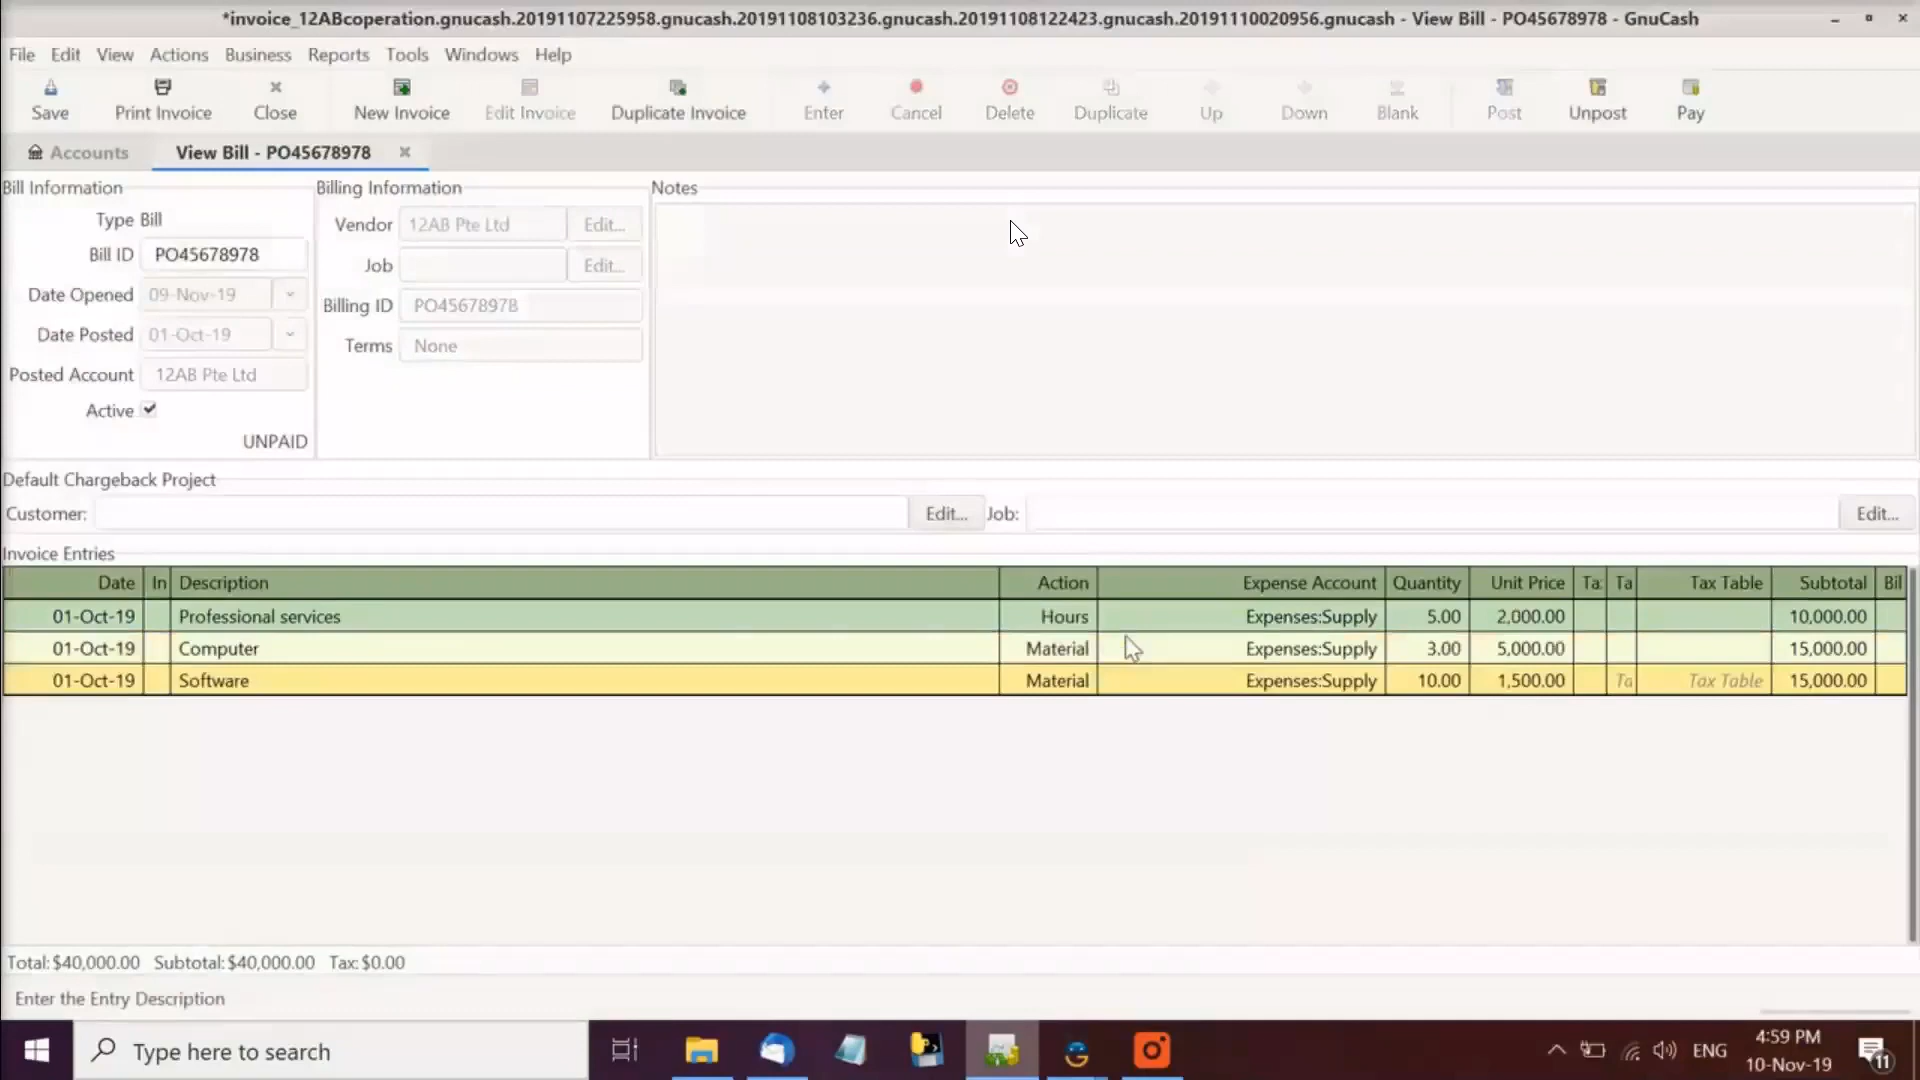 *invoice_12ABcoperation.gnucash.20191107225958.gnucash.20191108103236.gnucash.20191108122423.gnucash.20191110020956.gnucash - View Bill - PO45678978 - GnuCash
File Edit View Actions Business Reports Tools Windows Help
Save Print Invoice Close New Invoice Edit Invoice Duplicate Invoice Enter Cancel Delete Duplicate Up Down Blank Post Unpost Pay
Accounts View Bill - PO45678978
Bill Information Billing Information Notes
Type Bill
Vendor 12AB Pte Ltd Edit...
Bill ID PO45678978
Job Edit...
Date Opened 09-Nov-19
Billing ID PO45678978
Date Posted 01-Oct-19
Terms None
Posted Account 12AB Pte Ltd
Active
UNPAID
Default Chargeback Project
Customer: Edit... Job: Edit...
Invoice Entries
Date In Description Action Expense Account Quantity Unit Price Ta Ta Tax Table Subtotal Bil
01-Oct-19 Professional services Hours Expenses:Supply 5.00 2,000.00 10,000.00
01-Oct-19 Computer Material Expenses:Supply 3.00 5,000.00 15,000.00
01-Oct-19 Software Material Expenses:Supply 10.00 1,500.00 Ta Tax Table 15,000.00
Total: $40,000.00 Subtotal: $40,000.00 Tax: $0.00
Enter the Entry Description
Type here to search
ENG
4:59 PM
10-Nov-19
11